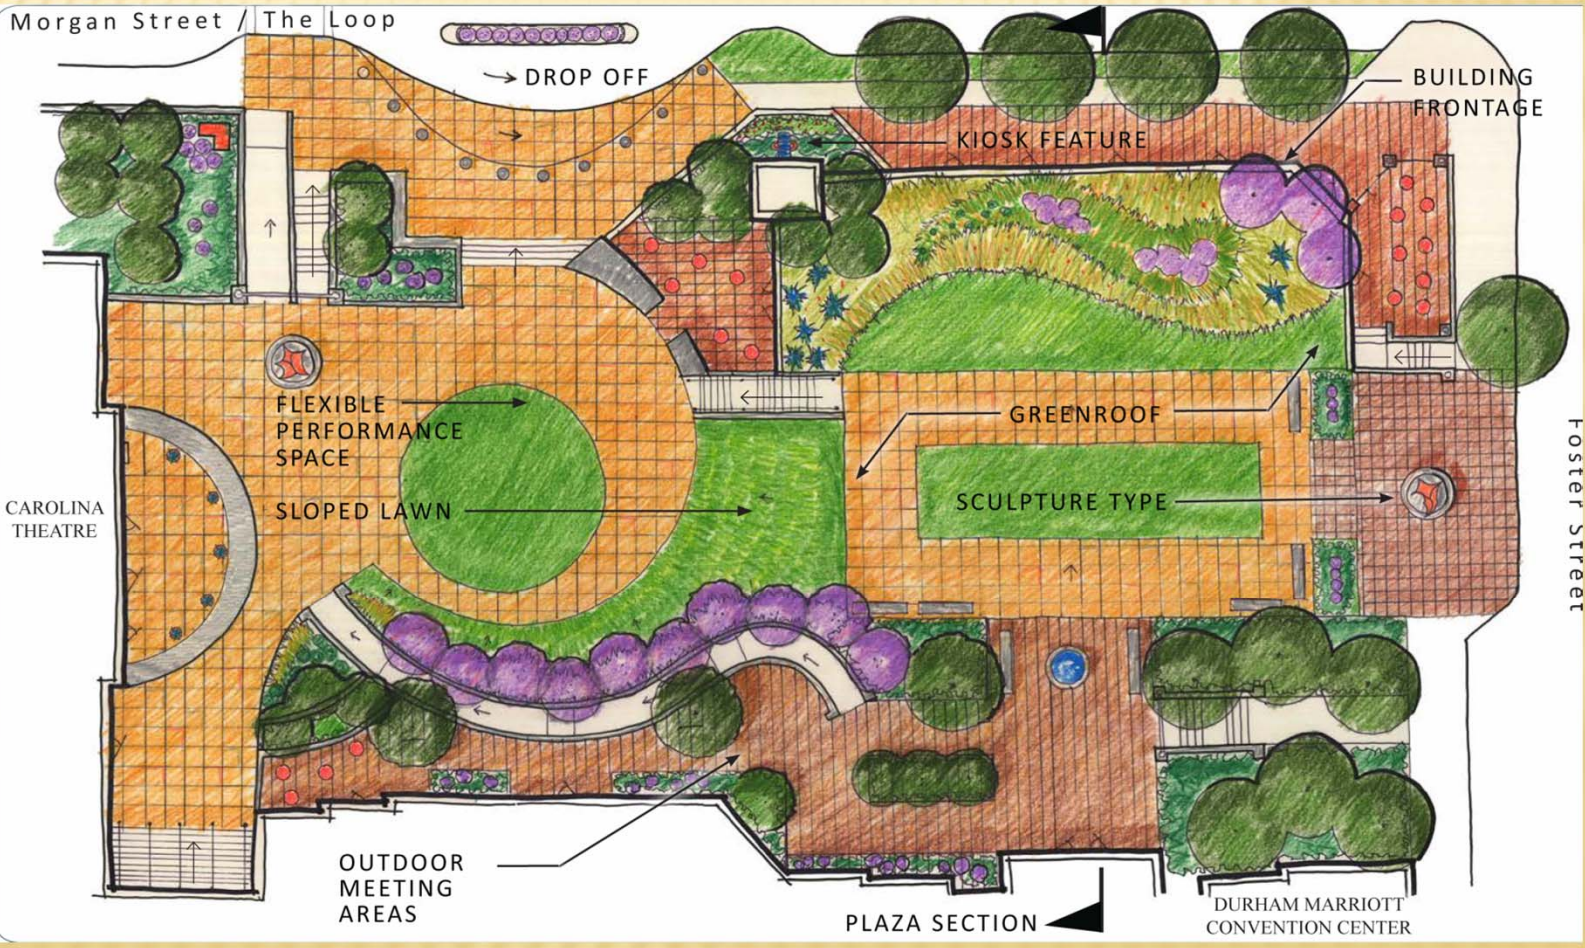 Morgan Street / The Loop
DROP OFF
BUILDING
FRONTAGE
KIOSK FEATURE
FLEXIBLE
PERFORMANCE
SPACE
GREENROOF
SLOPED LAWN
SCULPTURE TYPE
CAROLINA
THEATRE
Foster Street
OUTDOOR
MEETING
AREAS
PLAZA SECTION
DURHAM MARRIOTT
CONVENTION CENTER